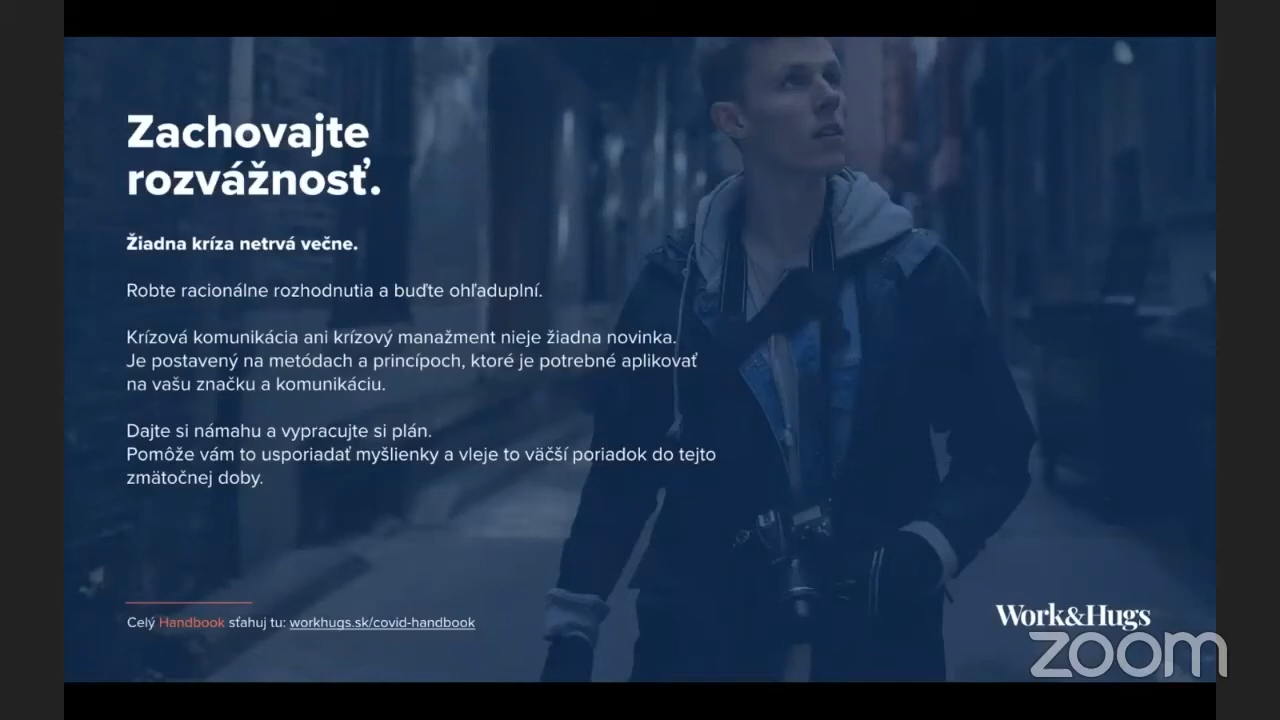 Zachovajte
rozvážnosť.
Žiadna kríza netrvá večne.
Robte racionálne rozhodnutia a buďte ohľaduplní.
Krízová komunikácia ani krízový manažment nieje žiadna novinka.
Je postavený na metódach a princípoch, ktoré je potrebné aplikovať
na vašu značku a komunikáciu.
Dajte si námahu a vypracujte si plán.
Pomôže vám to usporiadať myšlienky a vleje to väčší poriadok do tejto
zmätočnej doby.
Celý Handbook sťahuj tu: workhugs.sk/covid-handbook
Work&Hugs
zoom